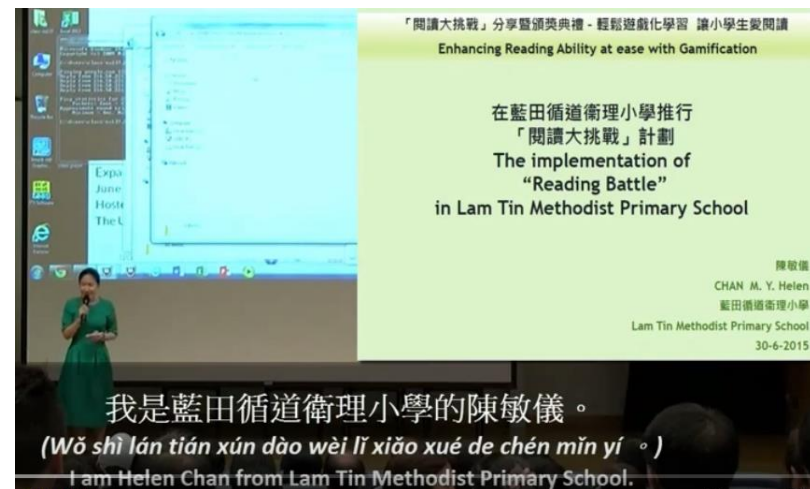 「閱讀大挑戰」分享暨頒獎典禮 - 輕鬆遊戲化學習 讓小學生愛閱讀
Enhancing Reading Ability at ease with Gamification
在藍田循道衞理小學推行
「閱讀大挑戰」計劃
The implementation of
“Reading Battle”
in Lam Tin Methodist Primary School
陳敏儀
CHAN M. Y. Helen
藍田循道衞理小學
Lam Tin Methodist Primary School
30-6-2015
Expa
June
Hoste
The U
我是藍田循道衛理小學的陳敏儀。
(Wǒ shì lán tián xún dào wèi lǐ xiǎo xué de chén mǐn yí 。)
I am Helen Chan from Lam Tin Methodist Primary School.